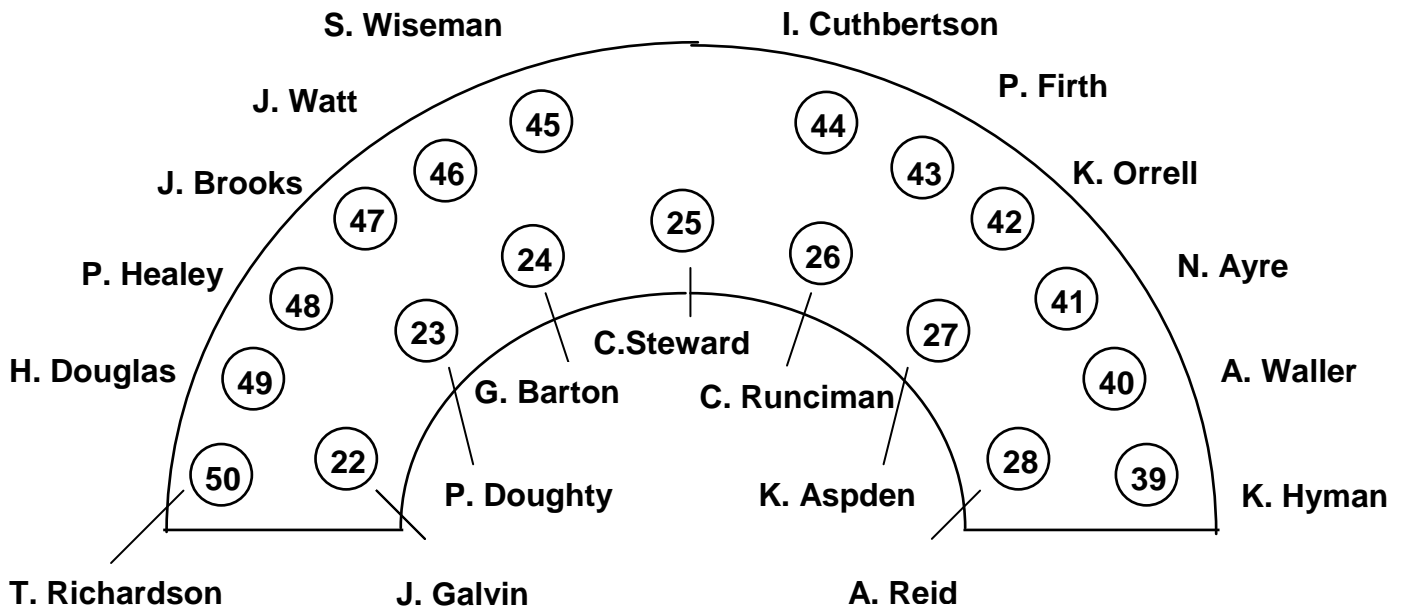 S. Wiseman
I. Cuthbertson
P. Firth
J. Watt
45
44
46
43
K. Orrell
J. Brooks
47
42
25
24
26
N. Ayre
P. Healey
48
41
23
27
C.Steward
H. Douglas
49
40
A. Waller
G. Barton
C. Runciman
50
22
28
39
P. Doughty
K. Aspden
K. Hyman
T. Richardson
J. Galvin
A. Reid